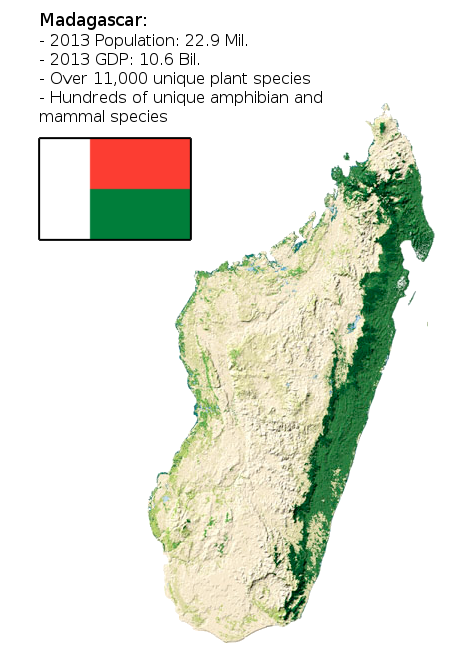 Madagascar:
- 2013 Population: 22.9 Mil.
- 2013 GDP: 10.6 Bil.
- Over 11,000 unique plant species
- Hundreds of unique amphibian and
mammal species